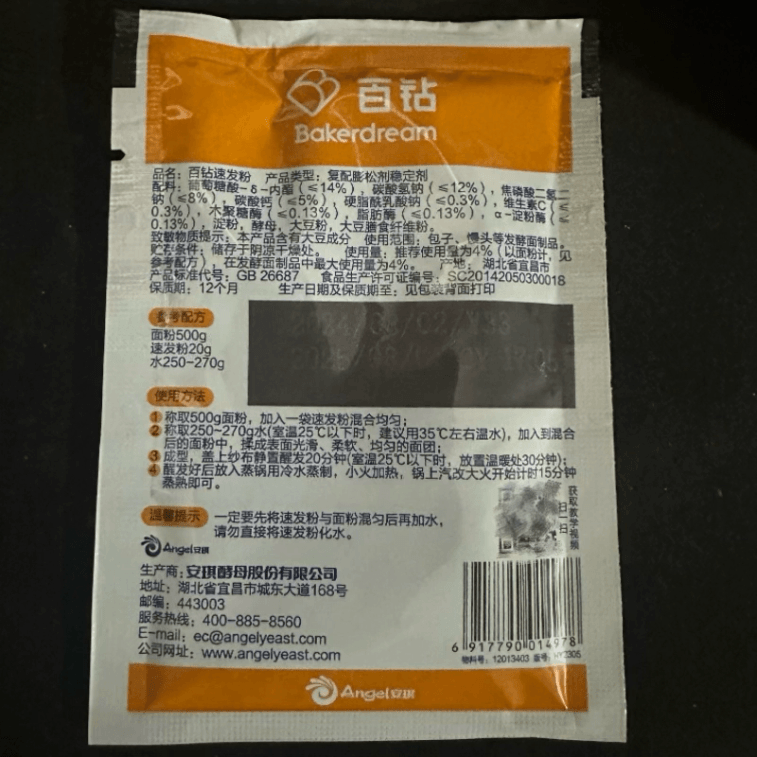 百钻
Bakerdream
品名：百钻速发粉 产品类型：复配膨松剂稳定剂
配料：葡萄糖酸-δ-内酯（≤14%），碳酸氢钠（≤12%），焦磷酸二氢二
钠（≤8%），碳酸钙（≤5%），硬脂酰乳酸钠（≤0.3%），维生素C（≤
0.3%），木聚糖酶（≤0.13%），脂肪酶（≤0.13%），α-淀粉酶（≤
0.13%），淀粉，酵母，大豆粉，大豆膳食纤维粉。
致敏物质提示：本产品含有大豆成分 使用范围：包子、馒头等发酵面制品。
贮存条件：储存于阴凉干燥处。 使用量：推荐使用量为4%（以面粉计，见
参考配方），在发酵面制品中最大使用量为4%。 产地：湖北省宜昌市
产品标准代号：GB 26687 食品生产许可证编号：SC20142050300018
保质期：12个月 生产日期及保质期至：见包装背面打印
参考配方
面粉500g
速发粉20g
水250-270g
使用方法
1 称取500g面粉，加入一袋速发粉混合均匀；
2 称取250~270g水(室温25℃以下时，建议用35℃左右温水)，加入到混合
后的面粉中，揉成表面光滑、柔软、均匀的面团；
3 成型，盖上纱布静置醒发20分钟(室温25℃以下时，放置温暖处30分钟)；
4 醒发好后放入蒸锅用冷水蒸制，小火加热，锅上汽改大火开始计时15分钟
蒸熟即可。
温馨提示
一定要先将速发粉与面粉混匀后再加水，
请勿直接将速发粉化水。
扫一扫
获取教学视频
Angel安琪
生产商：安琪酵母股份有限公司
地址：湖北省宜昌市城东大道168号
邮编：443003
服务热线：400-885-8560
E-mail：ec@angelyeast.com
公司网址：www.angelyeast.com
6 917790 014978
物料号：12013403 版号：
Angel安琪